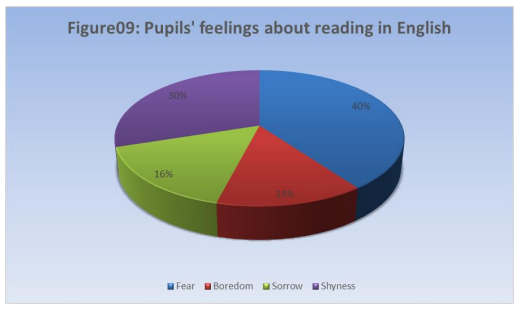 Figure09: Pupils' feelings about reading in English
30%
40%
16%
14%
Fear
Boredom
Sorrow
Shyness